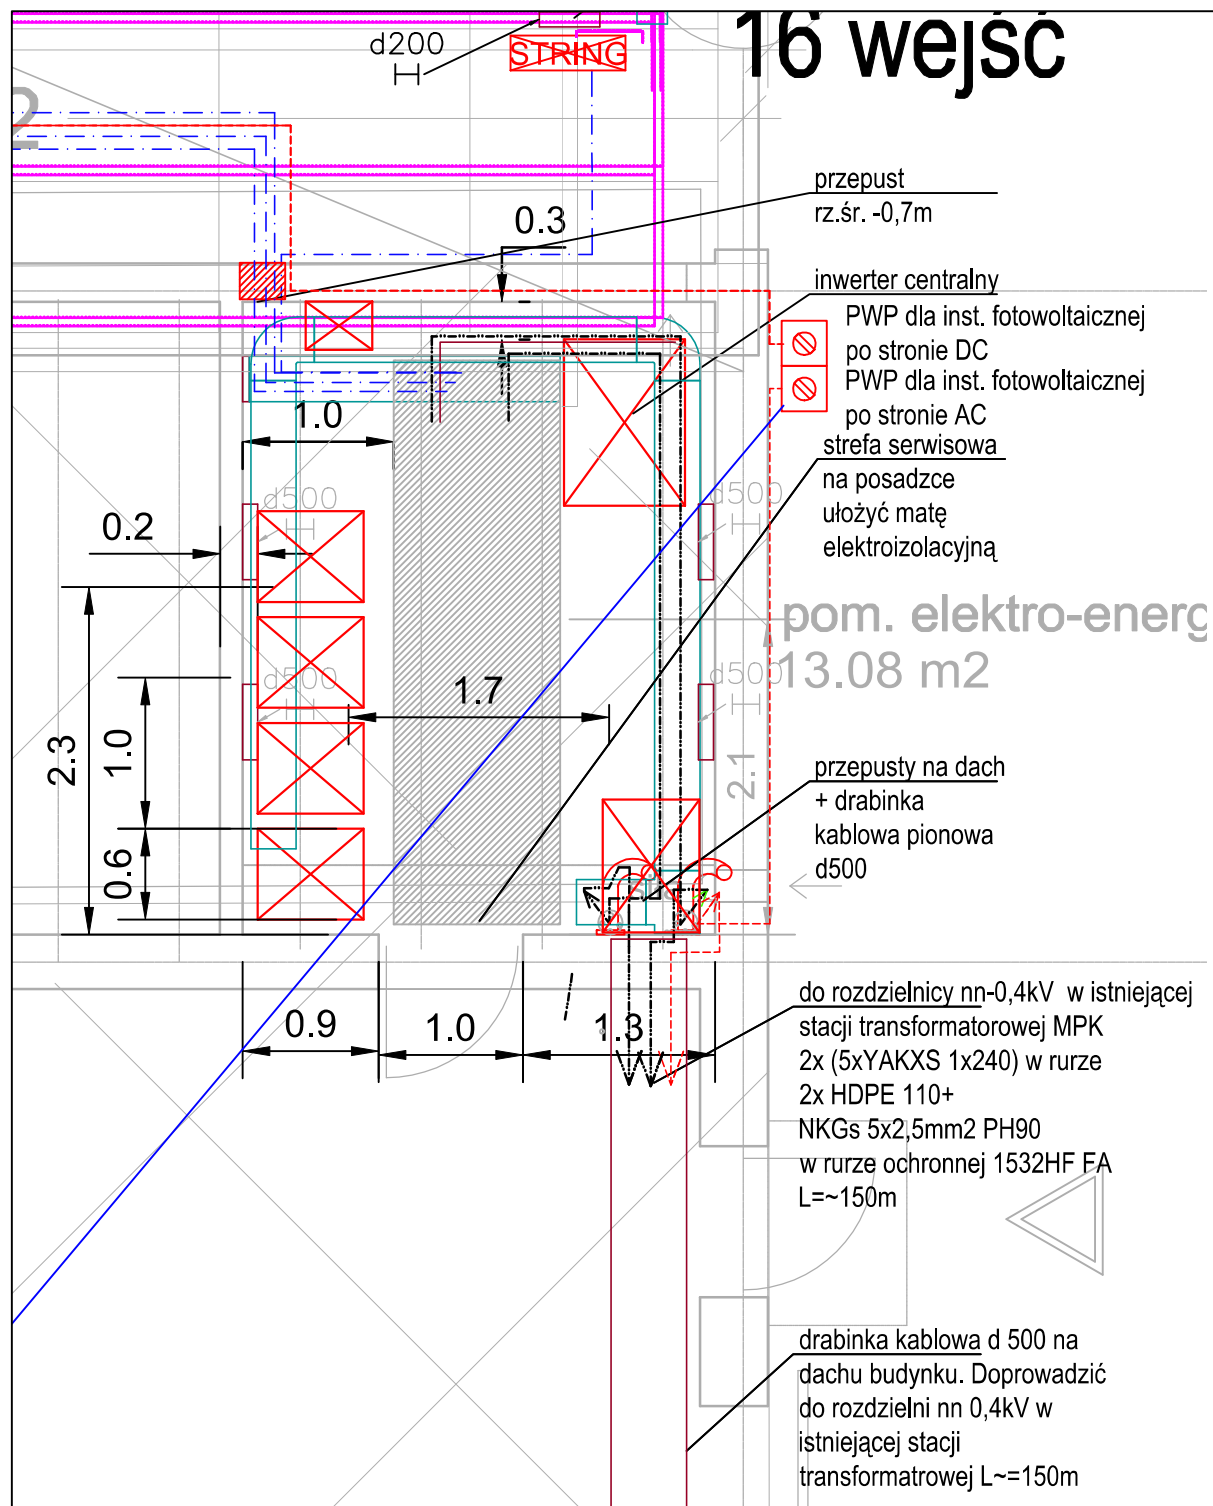 16 wejść
d200
STRING
2
przepust
rz.śr. -0,7m
0.3
inwerter centralny
PWP dla inst. fotowoltaicznej
po stronie DC
PWP dla inst. fotowoltaicznej
po stronie AC
1.0
strefa serwisowa
na posadzce
ułożyć matę
elektroizolacyjną
d500
d500
0.2
pom. elektro-energ
13.08 m2
d500
d500
1.7
2.3
1.0
2.1
przepusty na dach
+ drabinka
kablowa pionowa
d500
0.6
do rozdzielnicy nn-0,4kV w istniejącej
stacji transformatorowej MPK
2x (5xYAKXS 1x240) w rurze
2x HDPE 110+
NKGs 5x2,5mm2 PH90
w rurze ochronnej 1532HF FA
L=~150m
0.9
1.0
1.3
drabinka kablowa d 500 na
dachu budynku. Doprowadzić
do rozdzielni nn 0,4kV w
istniejącej stacji
transformatrowej L~=150m